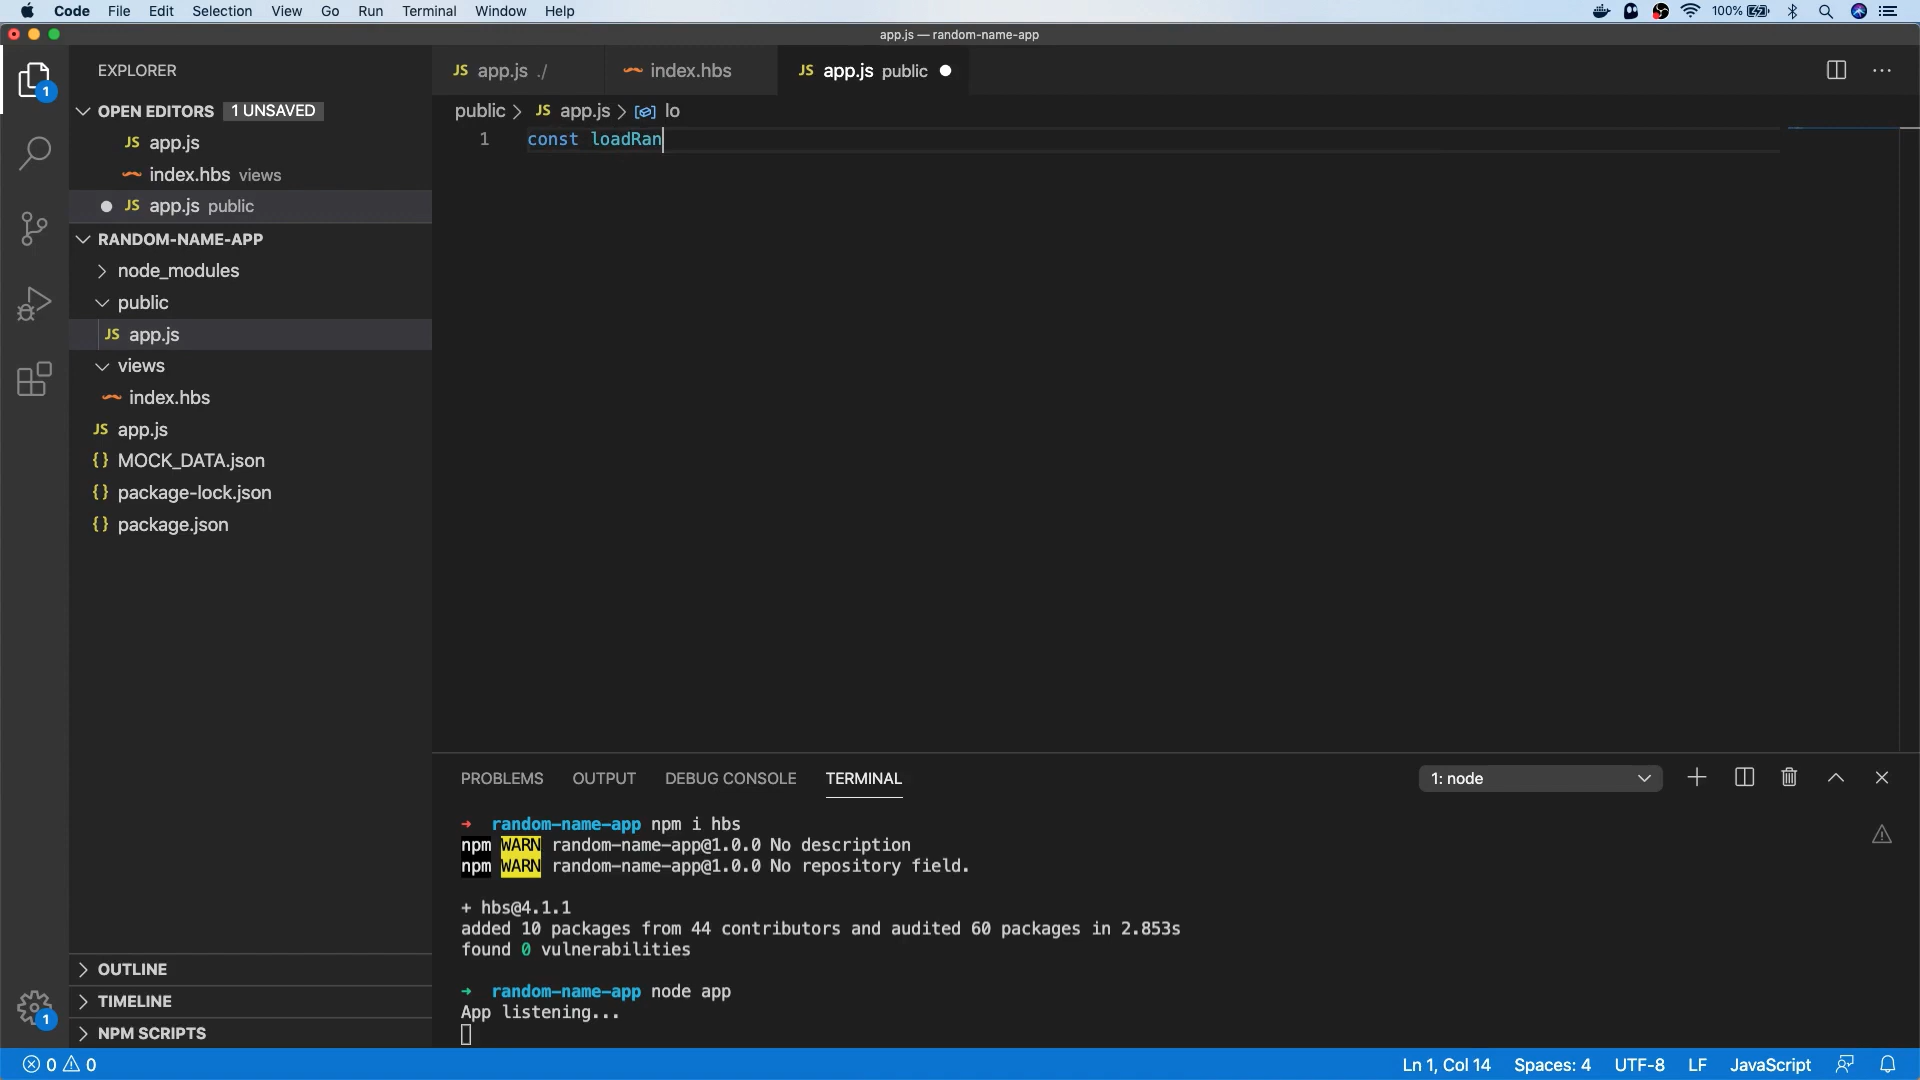 Code File Edit Selection View Go Run Terminal Window Help 100%
app.js — random-name-app
EXPLORER
OPEN EDITORS 1 UNSAVED
JS app.js
index.hbs views
JS app.js public
RANDOM-NAME-APP
node_modules
public
JS app.js
views
index.hbs
JS app.js
{} MOCK_DATA.json
{} package-lock.json
{} package.json
OUTLINE
TIMELINE
NPM SCRIPTS
1
1
JS app.js ./ index.hbs JS app.js public
public > JS app.js > lo
1 const loadRan
PROBLEMS OUTPUT DEBUG CONSOLE TERMINAL 1: node
→ random-name-app npm i hbs
npm WARN random-name-app@1.0.0 No description
npm WARN random-name-app@1.0.0 No repository field.
+ hbs@4.1.1
added 10 packages from 44 contributors and audited 60 packages in 2.853s
found 0 vulnerabilities
→ random-name-app node app
App listening...
0 0 Ln 1, Col 14 Spaces: 4 UTF-8 LF JavaScript